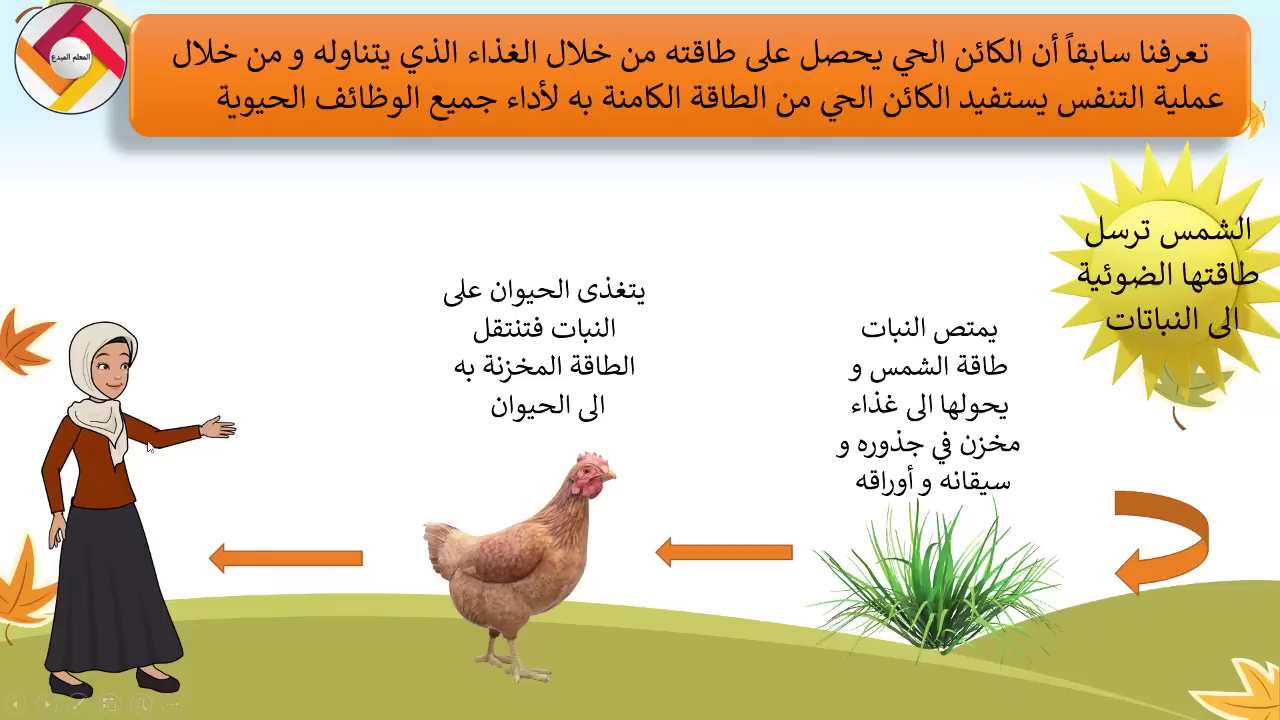 المعلم المبدع
تعرفنا سابقاً أن الكائن الحي يحصل على طاقته من خلال الغذاء الذي يتناوله و من خلال
عملية التنفس يستفيد الكائن الحي من الطاقة الكامنة به لأداء جميع الوظائف الحيوية
الشمس ترسل
طاقتها الضوئية
الى النباتات
يمتص النبات
طاقة الشمس و
يحولها الى غذاء
مخزن في جذوره و
سيقانه و أوراقه
يتغذى الحيوان على
النبات فتنتقل
الطاقة المخزنة به
الى الحيوان